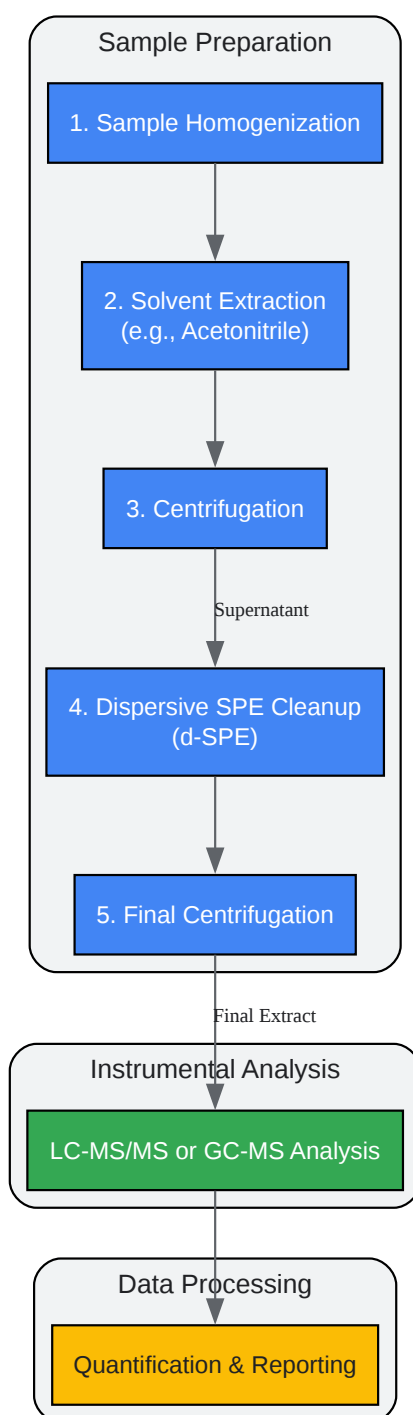 Sample Preparation
1. Sample Homogenization
2. Solvent Extraction
(e.g., Acetonitrile)
3. Centrifugation
Supernatant
4. Dispersive SPE Cleanup
(d-SPE)
5. Final Centrifugation
Final Extract
Instrumental Analysis
LC-MS/MS or GC-MS Analysis
Data Processing
Quantification & Reporting